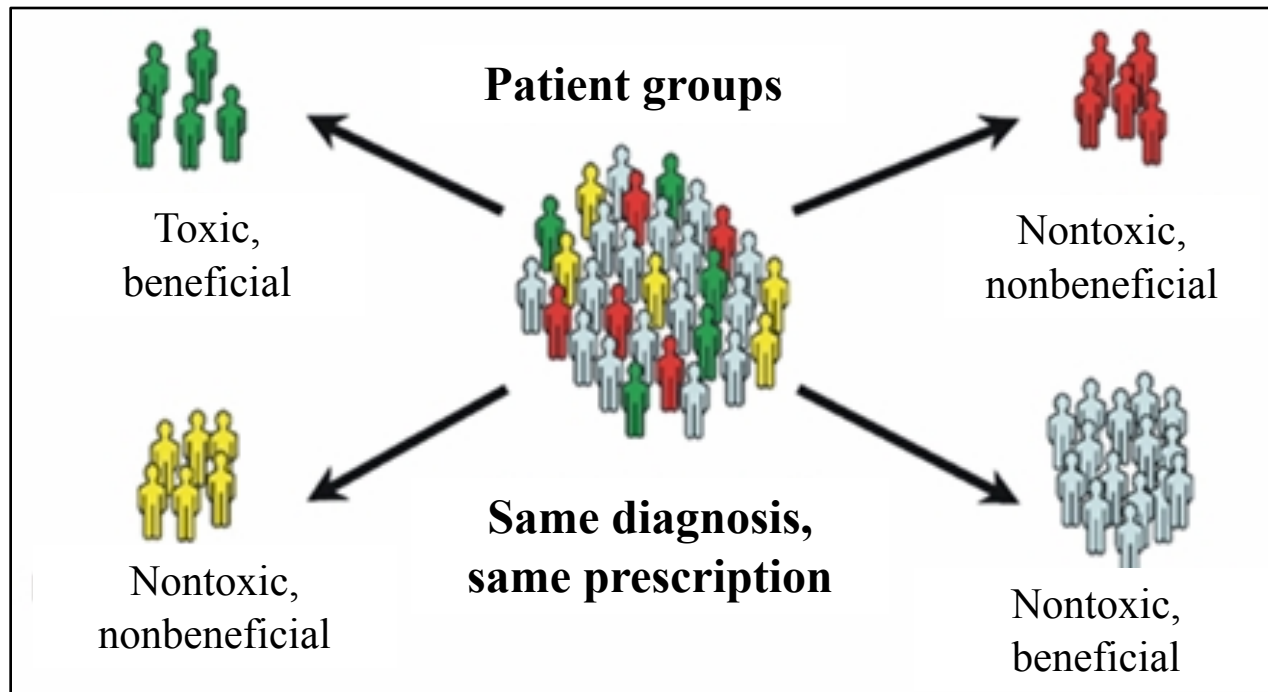 Patient groups
Toxic,
beneficial
Nontoxic,
nonbeneficial
Same diagnosis,
same prescription
Nontoxic,
nonbeneficial
Nontoxic,
beneficial